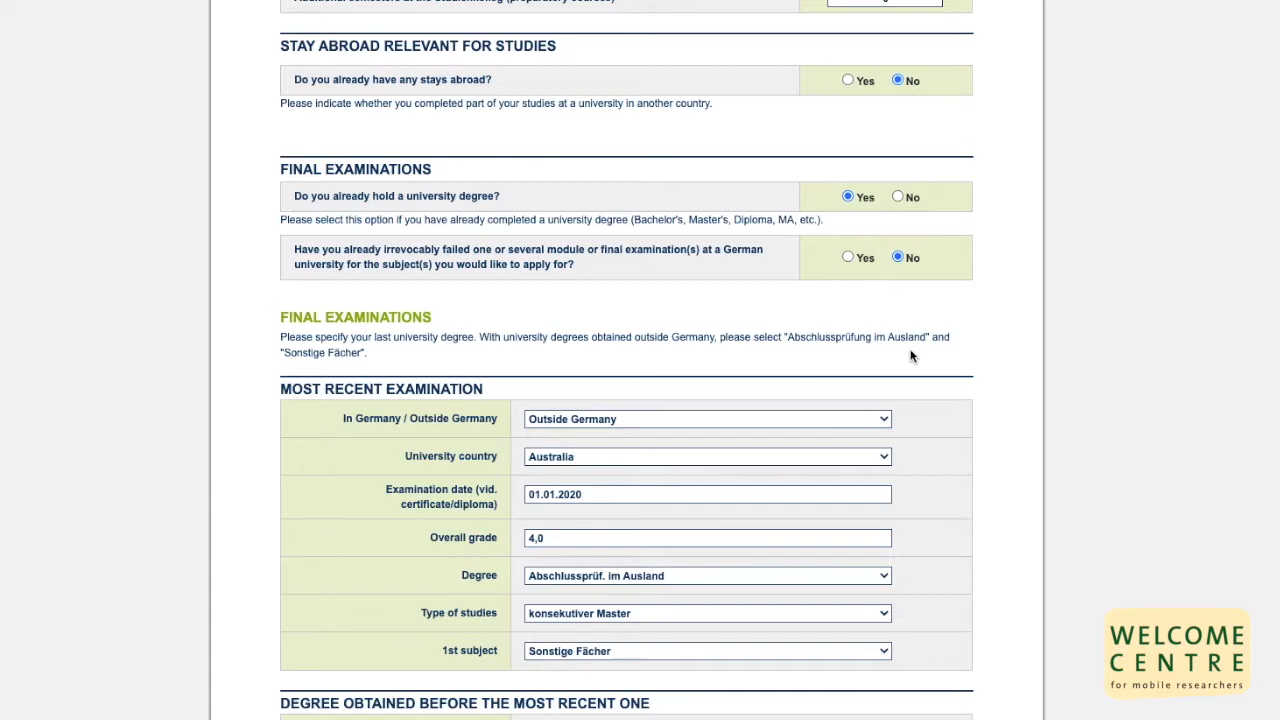 STAY ABROAD RELEVANT FOR STUDIES
Do you already have any stays abroad?
Yes No
Please indicate whether you completed part of your studies at a university in another country.
FINAL EXAMINATIONS
Do you already hold a university degree?
Yes No
Please select this option if you have already completed a university degree (Bachelor's, Master's, Diploma, MA, etc.).
Have you already irrevocably failed one or several module or final examination(s) at a German
university for the subject(s) you would like to apply for?
Yes No
FINAL EXAMINATIONS
Please specify your last university degree. With university degrees obtained outside Germany, please select "Abschlussprüfung im Ausland" and
"Sonstige Fächer".
MOST RECENT EXAMINATION
In Germany / Outside Germany
Outside Germany
University country
Australia
Examination date (vid.
certificate/diploma)
01.01.2020
Overall grade
4,0
Degree
Abschlussprüf. im Ausland
Type of studies
konsekutiver Master
1st subject
Sonstige Fächer
DEGREE OBTAINED BEFORE THE MOST RECENT ONE
WELCOME
CENTRE
for mobile researchers